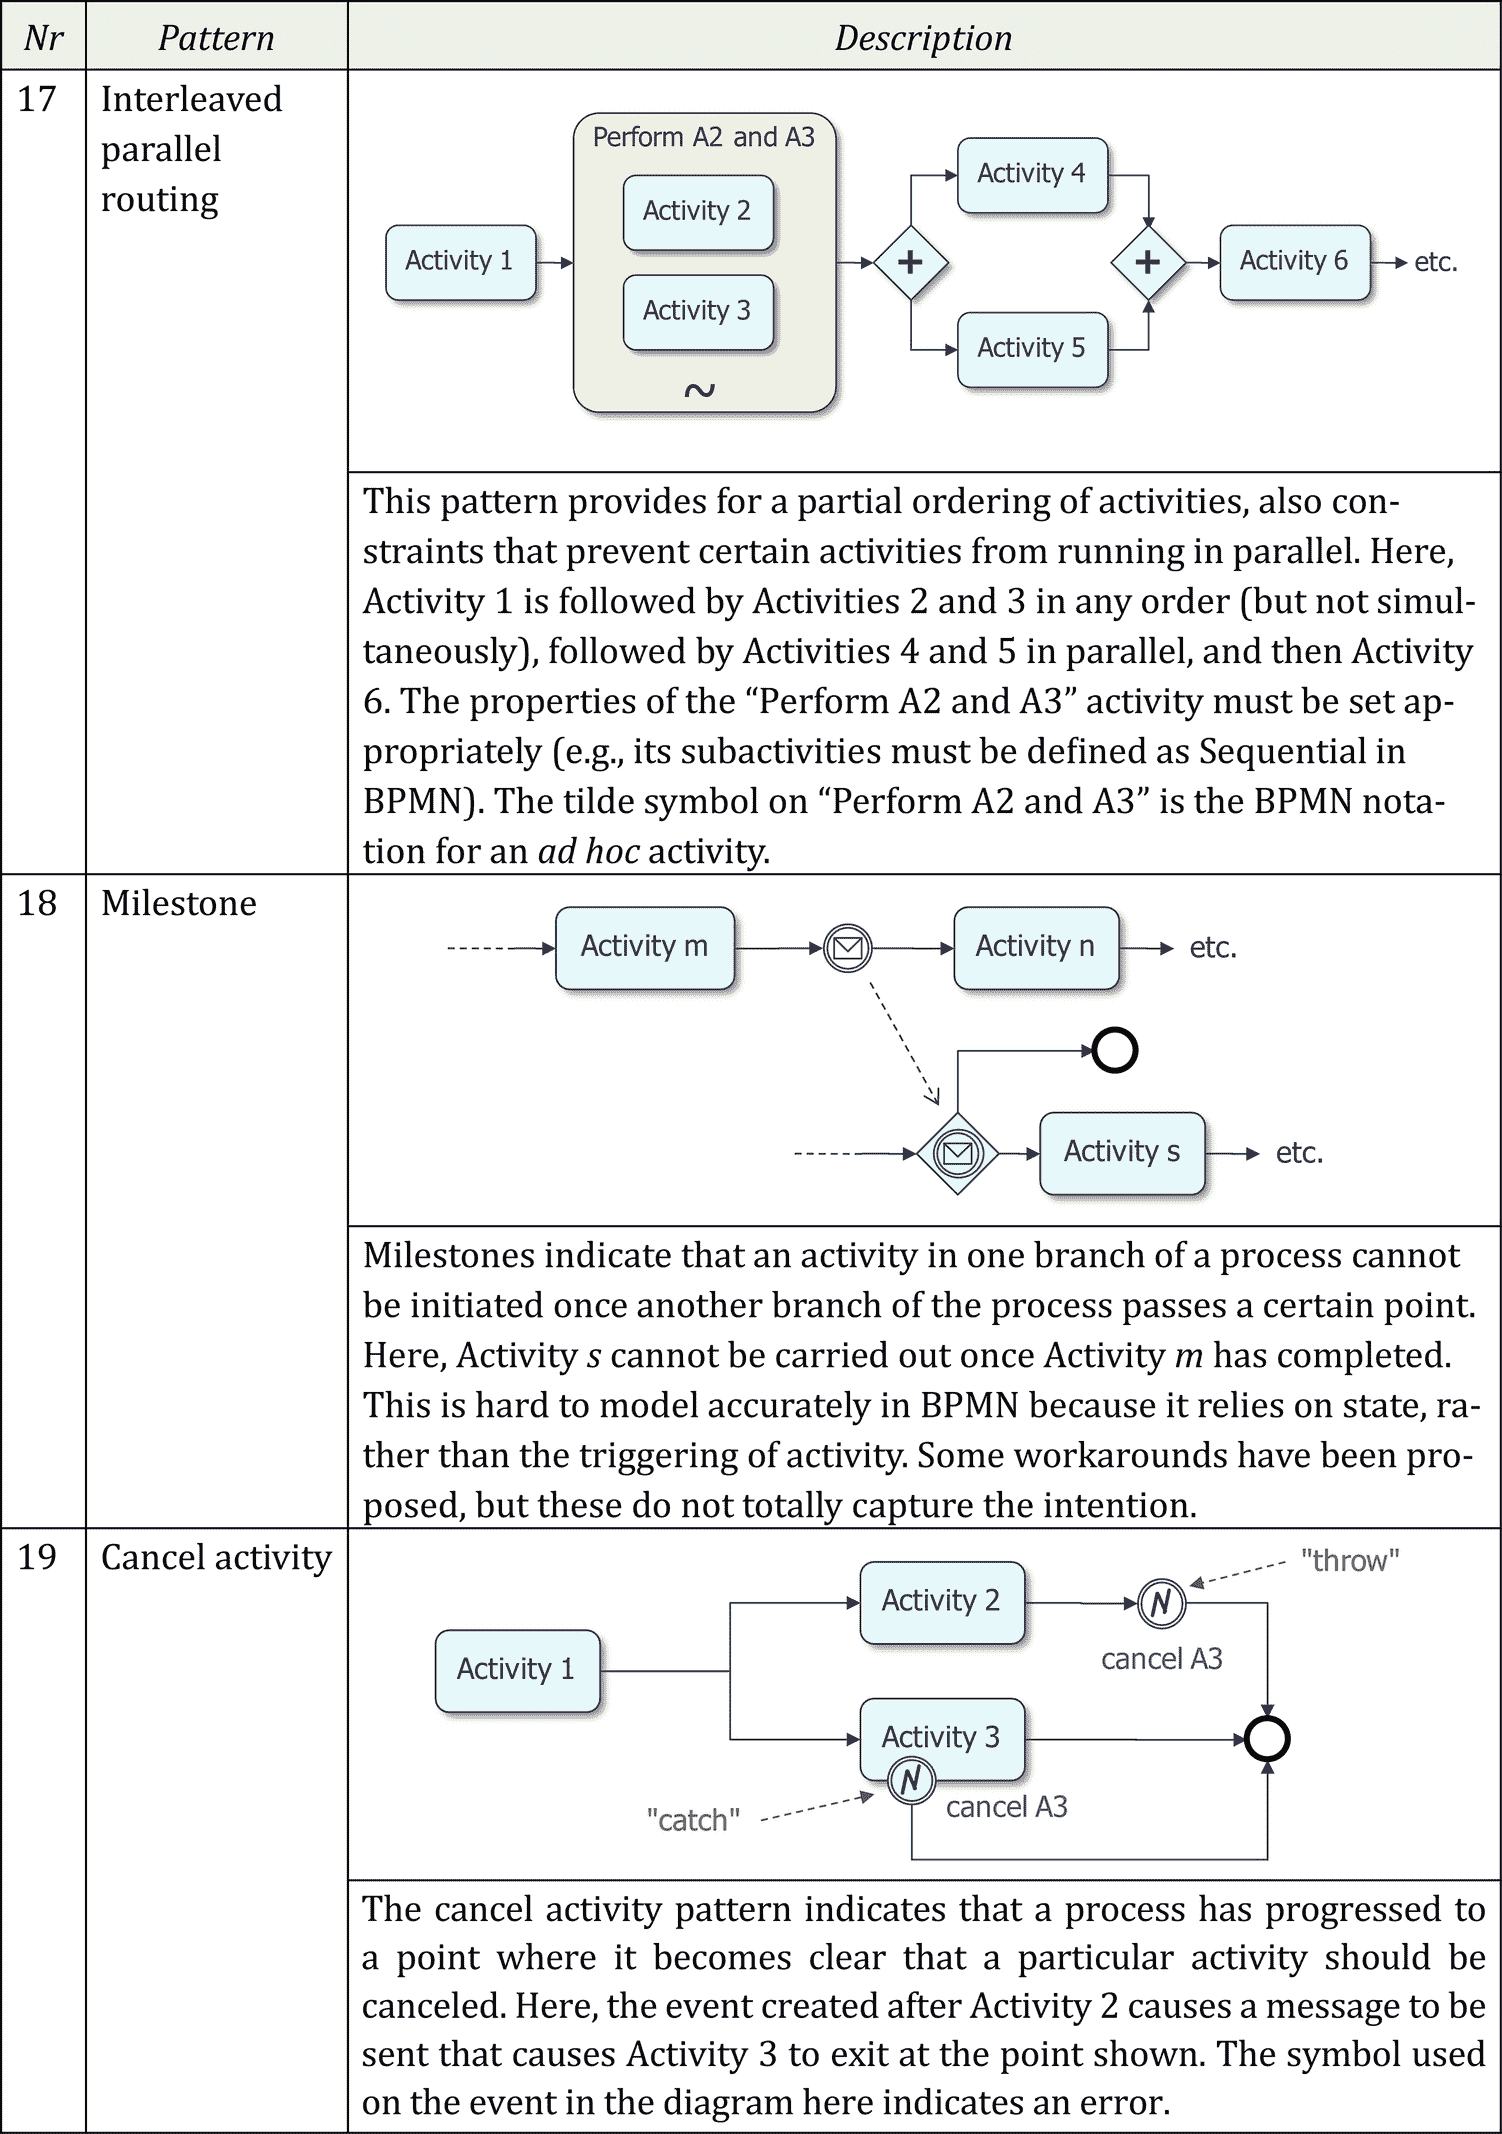 Nr Pattern Description
17 Interleaved
parallel
routing
Perform A2 and A3
Activity 2
Activity 3
~
Activity 1
Activity 4
Activity 5
+
+
Activity 6
etc.
This pattern provides for a partial ordering of activities, also con-
straints that prevent certain activities from running in parallel. Here,
Activity 1 is followed by Activities 2 and 3 in any order (but not simul-
taneously), followed by Activities 4 and 5 in parallel, and then Activity
6. The properties of the “Perform A2 and A3” activity must be set ap-
propriately (e.g., its subactivities must be defined as Sequential in
BPMN). The tilde symbol on “Perform A2 and A3” is the BPMN nota-
tion for an ad hoc activity.
18 Milestone
Activity m
Activity n
etc.
Activity s
etc.
Milestones indicate that an activity in one branch of a process cannot
be initiated once another branch of the process passes a certain point.
Here, Activity s cannot be carried out once Activity m has completed.
This is hard to model accurately in BPMN because it relies on state, ra-
ther than the triggering of activity. Some workarounds have been pro-
posed, but these do not totally capture the intention.
19 Cancel activity
"throw"
Activity 2
cancel A3
Activity 1
Activity 3
cancel A3
"catch"
The cancel activity pattern indicates that a process has progressed to
a point where it becomes clear that a particular activity should be
canceled. Here, the event created after Activity 2 causes a message to be
sent that causes Activity 3 to exit at the point shown. The symbol used
on the event in the diagram here indicates an error.